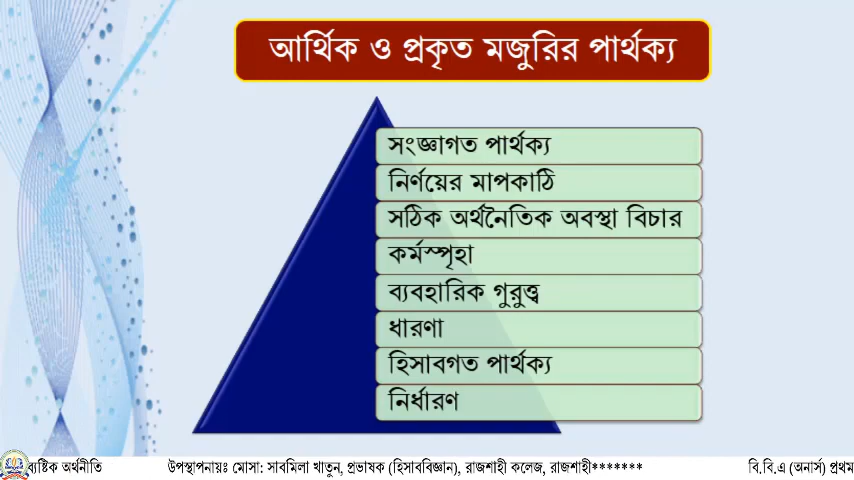 আর্থিক ও প্রকৃত মজুরির পার্থক্য
সংজ্ঞাগত পার্থক্য
নির্ণয়ের মাপকাঠি
সঠিক অর্থনৈতিক অবস্থা বিচার
কর্মস্পৃহা
ব্যবহারিক গুরুত্ব
ধারণা
হিসাবগত পার্থক্য
নির্ধারণ
ব্যষ্টিক অর্থনীতি উপস্থাপনায়ঃ মোসা: সাবমিলা খাতুন, প্রভাষক (হিসাববিজ্ঞান), রাজশাহী কলেজ, রাজশাহী******* বি.বি.এ (অনার্স) প্রথম